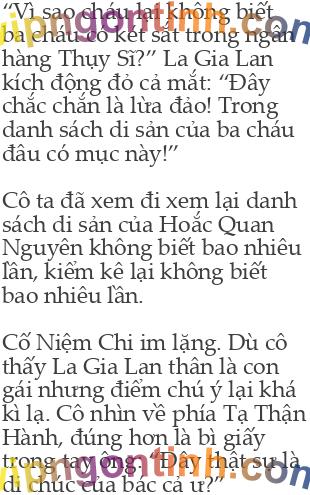 “Vì sao cháu lại không biết
vipngontinh.com
ba cháu có két sắt trong ngân
hàng Thụy Sĩ?” La Gia Lan
kích động đỏ cả mắt: “Đây
chắc chắn là lừa đảo! Trong
danh sách di sản của ba cháu
đâu có mục này!”
Cô ta đã xem đi xem lại danh
sách di sản của Hoắc Quan
Nguyên không biết bao nhiêu
lần, kiểm kê lại không biết
bao nhiêu lần.
Cố Niệm Chi im lặng. Dù cô
thấy La Gia Lan thân là con
gái nhưng điểm chú ý lại khá
kì lạ. Cô nhìn về phía Tạ Thận
Hành, đúng hơn là bì giấy
trong tay ông, “Đây thật sự là
vipngontinh.com
di chúc của bác cả ư?”